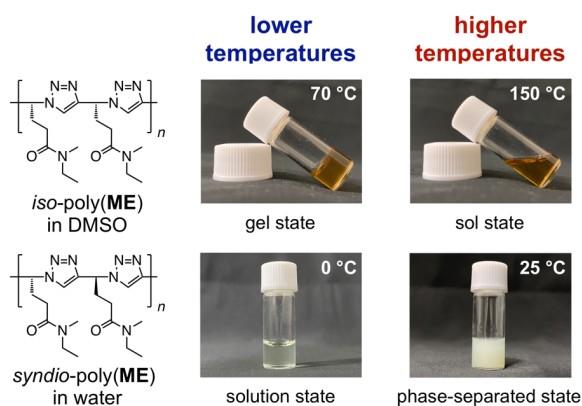 lower
temperatures
higher
temperatures
N=N N=N
N N
n
O N O N
iso-poly(ME)
in DMSO
70 °C
gel state
150 °C
sol state
N=N N=N
N N
n
O N O N
syndio-poly(ME)
in water
0 °C
solution state
25 °C
phase-separated state